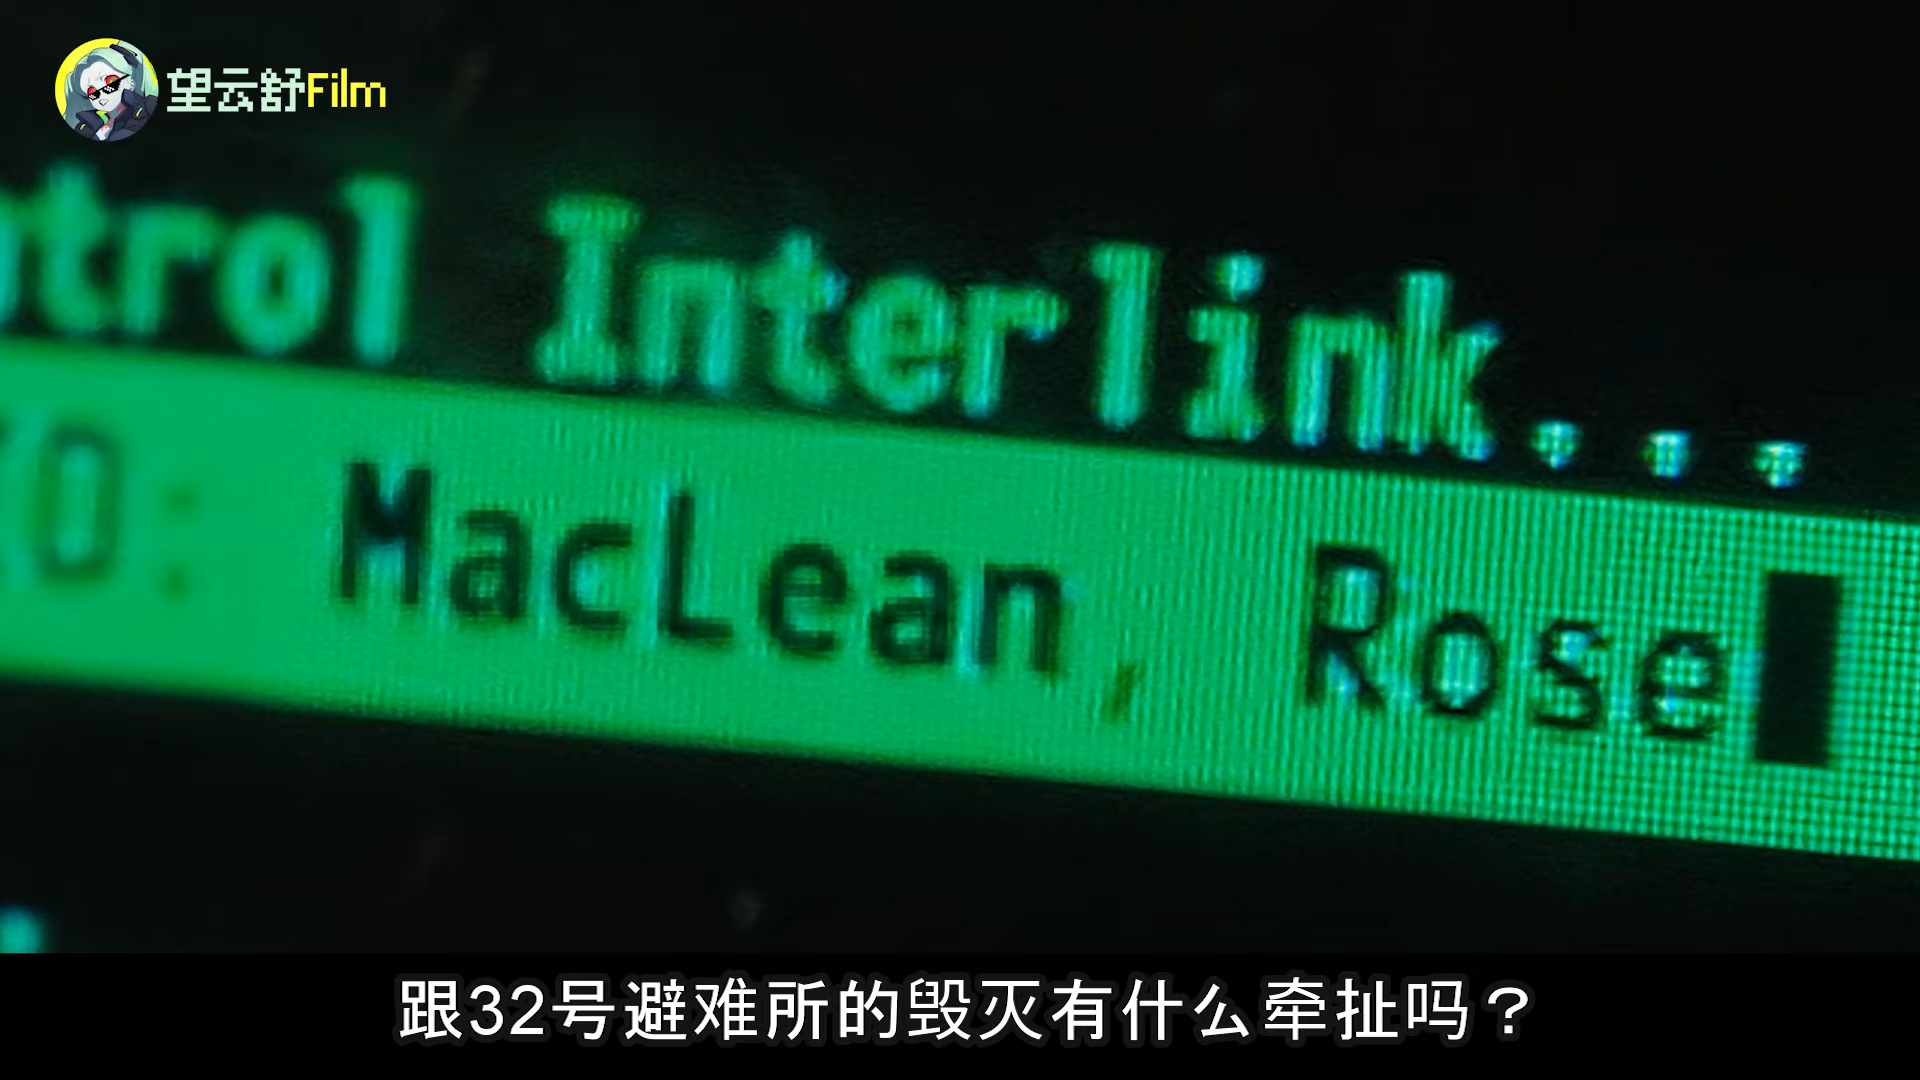 望云舒Film
ntrol Interlink...
D: MacLean, Rose
跟32号避难所的毁灭有什么牵扯吗？